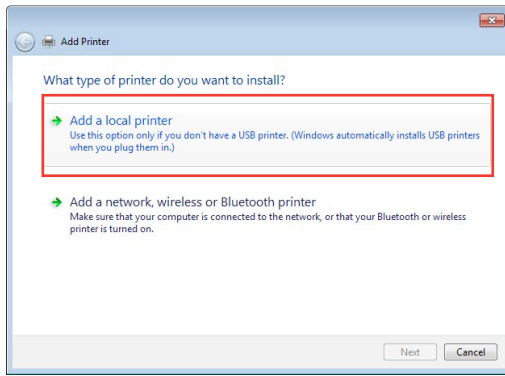 Add Printer
What type of printer do you want to install?
Add a local printer
Use this option only if you don't have a USB printer. (Windows automatically installs USB printers
when you plug them in.)
Add a network, wireless or Bluetooth printer
Make sure that your computer is connected to the network, or that your Bluetooth or wireless
printer is turned on.
Next Cancel